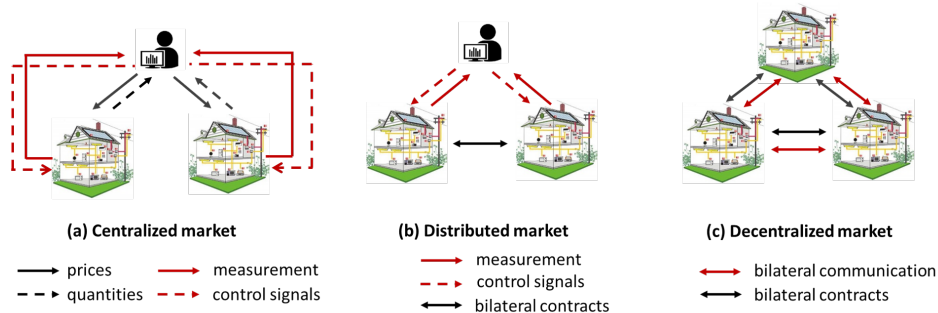 (a) Centralized market
prices
measurement
quantities
control signals
(b) Distributed market
measurement
control signals
bilateral contracts
(c) Decentralized market
bilateral communication
bilateral contracts